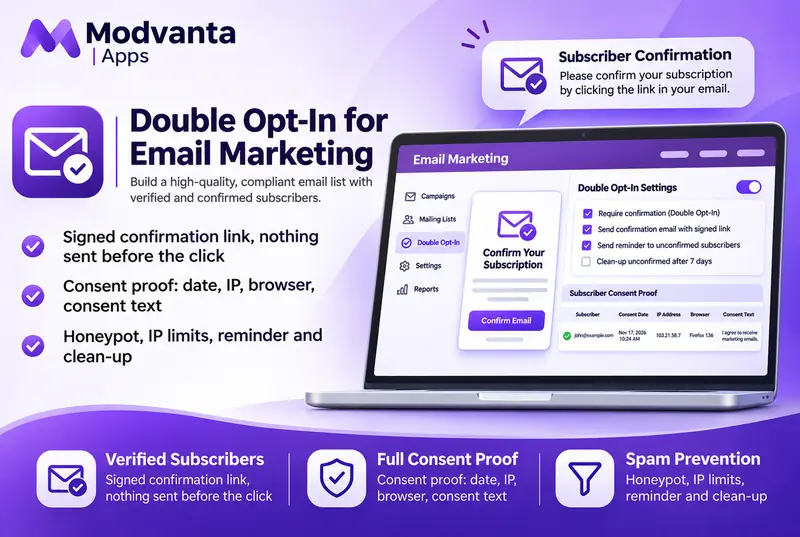 Modvanta
| Apps
Subscriber Confirmation
Please confirm your subscription
by clicking the link in your email.
Double Opt-In for
Email Marketing
Build a high-quality, compliant email list with
verified and confirmed subscribers.
Signed confirmation link, nothing
sent before the click
Consent proof: date, IP, browser,
consent text
Honeypot, IP limits, reminder and
clean-up
Email Marketing
Campaigns
Mailing Lists
Double Opt-In
Settings
Reports
Confirm Your
Subscription
Confirm Email
Double Opt-In Settings
Require confirmation (Double Opt-In)
Send confirmation email with signed link
Send reminder to unconfirmed subscribers
Clean-up unconfirmed after 7 days
Subscriber Consent Proof
Subscriber Consent Date IP Address Browser Consent Text
john@example.com Nov 17, 2026 103.21.58.7 Firefox 136 I agree to receive
10:24 AM marketing emails.
Verified Subscribers
Signed confirmation link,
nothing sent before the click
Full Consent Proof
Consent proof: date, IP,
browser, consent text
Spam Prevention
Honeypot, IP limits,
reminder and clean-up